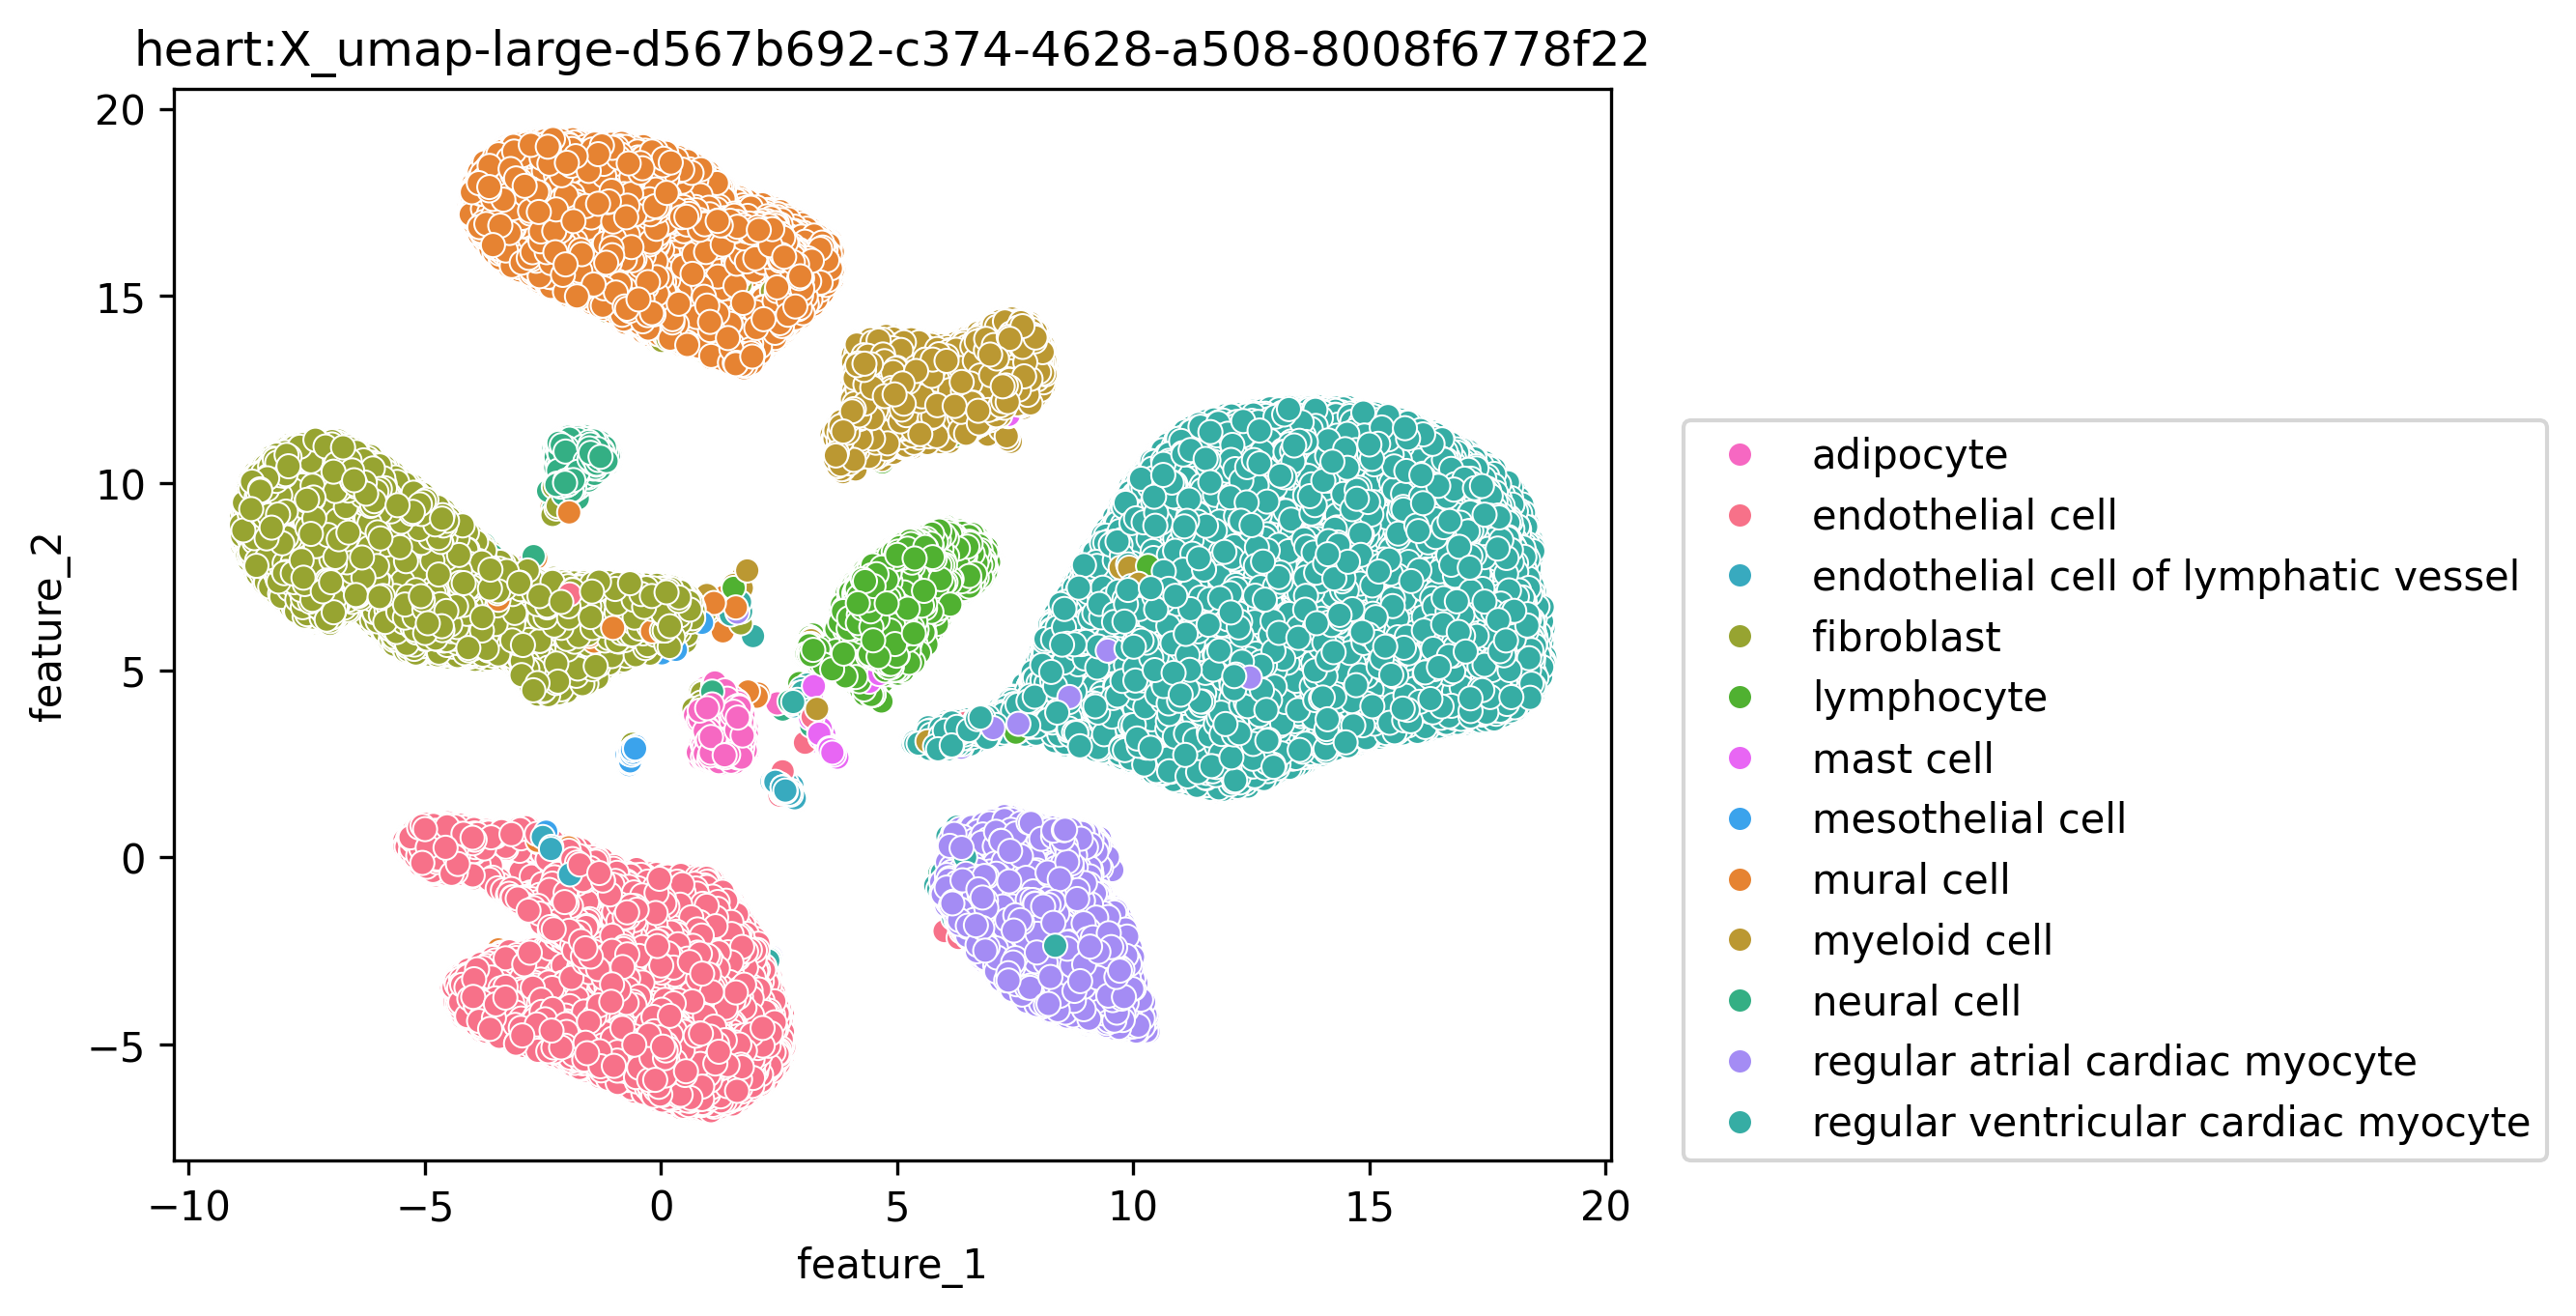 heart:X_umap-large-d567b692-c374-4628-a508-8008f6778f22
20
15
10
5
0
−5
feature_2
−10
−5
0
5
10
15
20
feature_1
adipocyte
endothelial cell
endothelial cell of lymphatic vessel
fibroblast
lymphocyte
mast cell
mesothelial cell
mural cell
myeloid cell
neural cell
regular atrial cardiac myocyte
regular ventricular cardiac myocyte